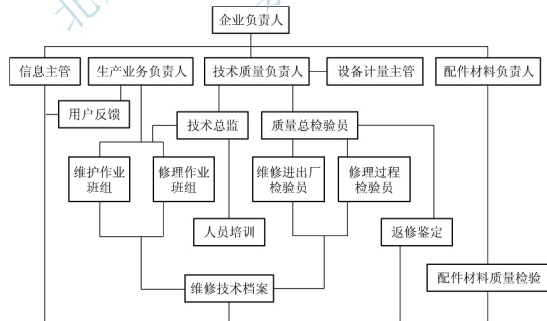 企业负责人
信息主管
生产业务负责人
技术质量负责人
设备计量主管
配件材料负责人
用户反馈
技术总监
质量总检验员
维护作业
班组
修理作业
班组
维修进出厂
检验员
修理过程
检验员
人员培训
返修鉴定
配件材料质量检验
维修技术档案